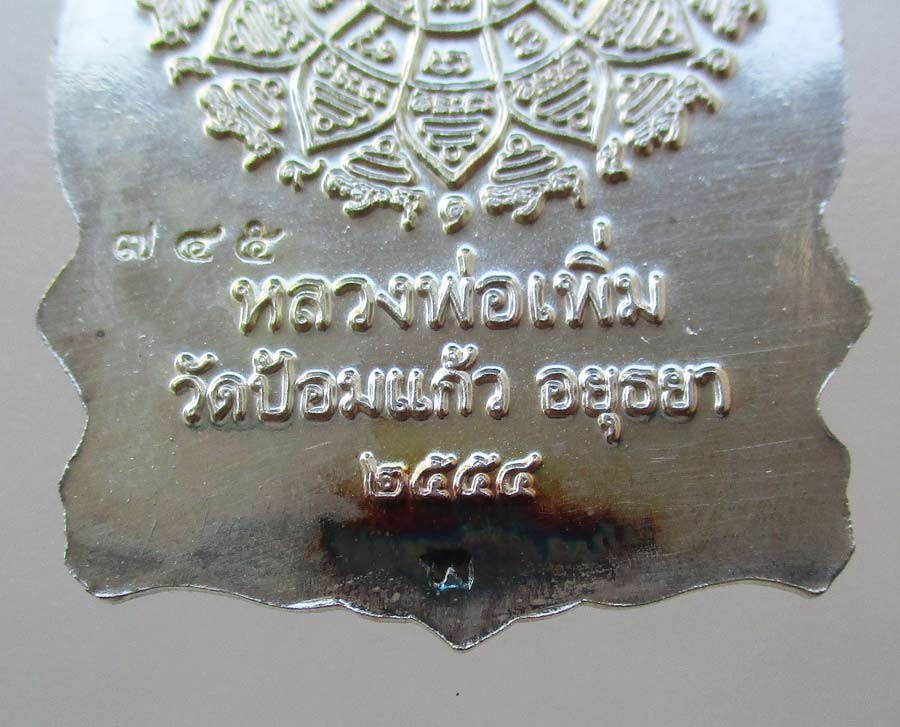 ๗๔๕
หลวงพ่อเพิ่ม
วัดป้อมแก้ว อยุธยา
๒๕๕๔